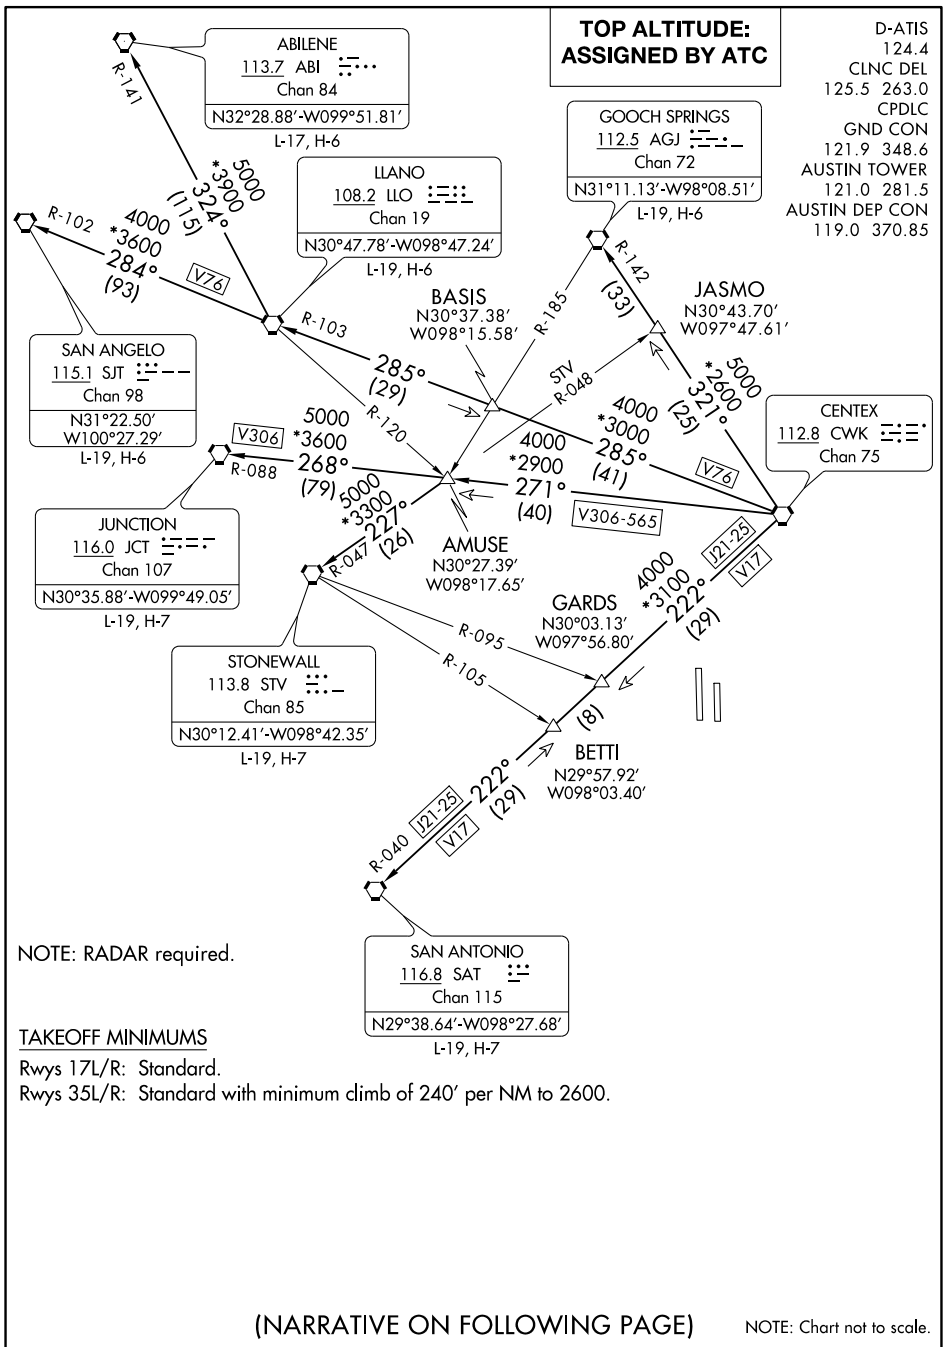 TOP ALTITUDE:
ASSIGNED BY ATC
D-ATIS
124.4
CLNC DEL
125.5 263.0
CPDLC
GND CON
121.9 348.6
AUSTIN TOWER
121.0 281.5
AUSTIN DEP CON
119.0 370.85
ABILENE
113.7 ABI
Chan 84
N32°28.88′-W099°51.81′
L-17, H-6
R-141
GOOCH SPRINGS
112.5 AGJ
Chan 72
N31°11.13′-W98°08.51′
L-19, H-6
LLANO
108.2 LLO
Chan 19
N30°47.78′-W098°47.24′
L-19, H-6
5000
*3900
324°
(115)
R-102
4000
*3600
284°
(93)
V76
R-142
(33)
JASMO
N30°43.70′
W097°47.61′
BASIS
N30°37.38′
W098°15.58′
R-185
R-103
285°
(29)
STV
R-048
5000
*2600
321°
(25)
SAN ANGELO
115.1 SJT
Chan 98
N31°22.50′
W100°27.29′
L-19, H-6
R-120
4000
*3000
285°
(41)
V76
CENTEX
112.8 CWK
Chan 75
V306
R-088
5000
*3600
268°
(79)
4000
*2900
271°
(40)
V306-565
5000
*3300
227°
(26)
R-047
JUNCTION
116.0 JCT
Chan 107
N30°35.88′-W099°49.05′
L-19, H-7
AMUSE
N30°27.39′
W098°17.65′
J21-25
V17
4000
*3100
222°
(29)
GARDS
N30°03.13′
W097°56.80′
R-095
R-105
STONEWALL
113.8 STV
Chan 85
N30°12.41′-W098°42.35′
L-19, H-7
(8)
BETTI
N29°57.92′
W098°03.40′
222°
(29)
J21-25
V17
R-040
NOTE: RADAR required.
SAN ANTONIO
116.8 SAT
Chan 115
N29°38.64′-W098°27.68′
L-19, H-7
TAKEOFF MINIMUMS
Rwys 17L/R: Standard.
Rwys 35L/R: Standard with minimum climb of 240′ per NM to 2600.
(NARRATIVE ON FOLLOWING PAGE)
NOTE: Chart not to scale.